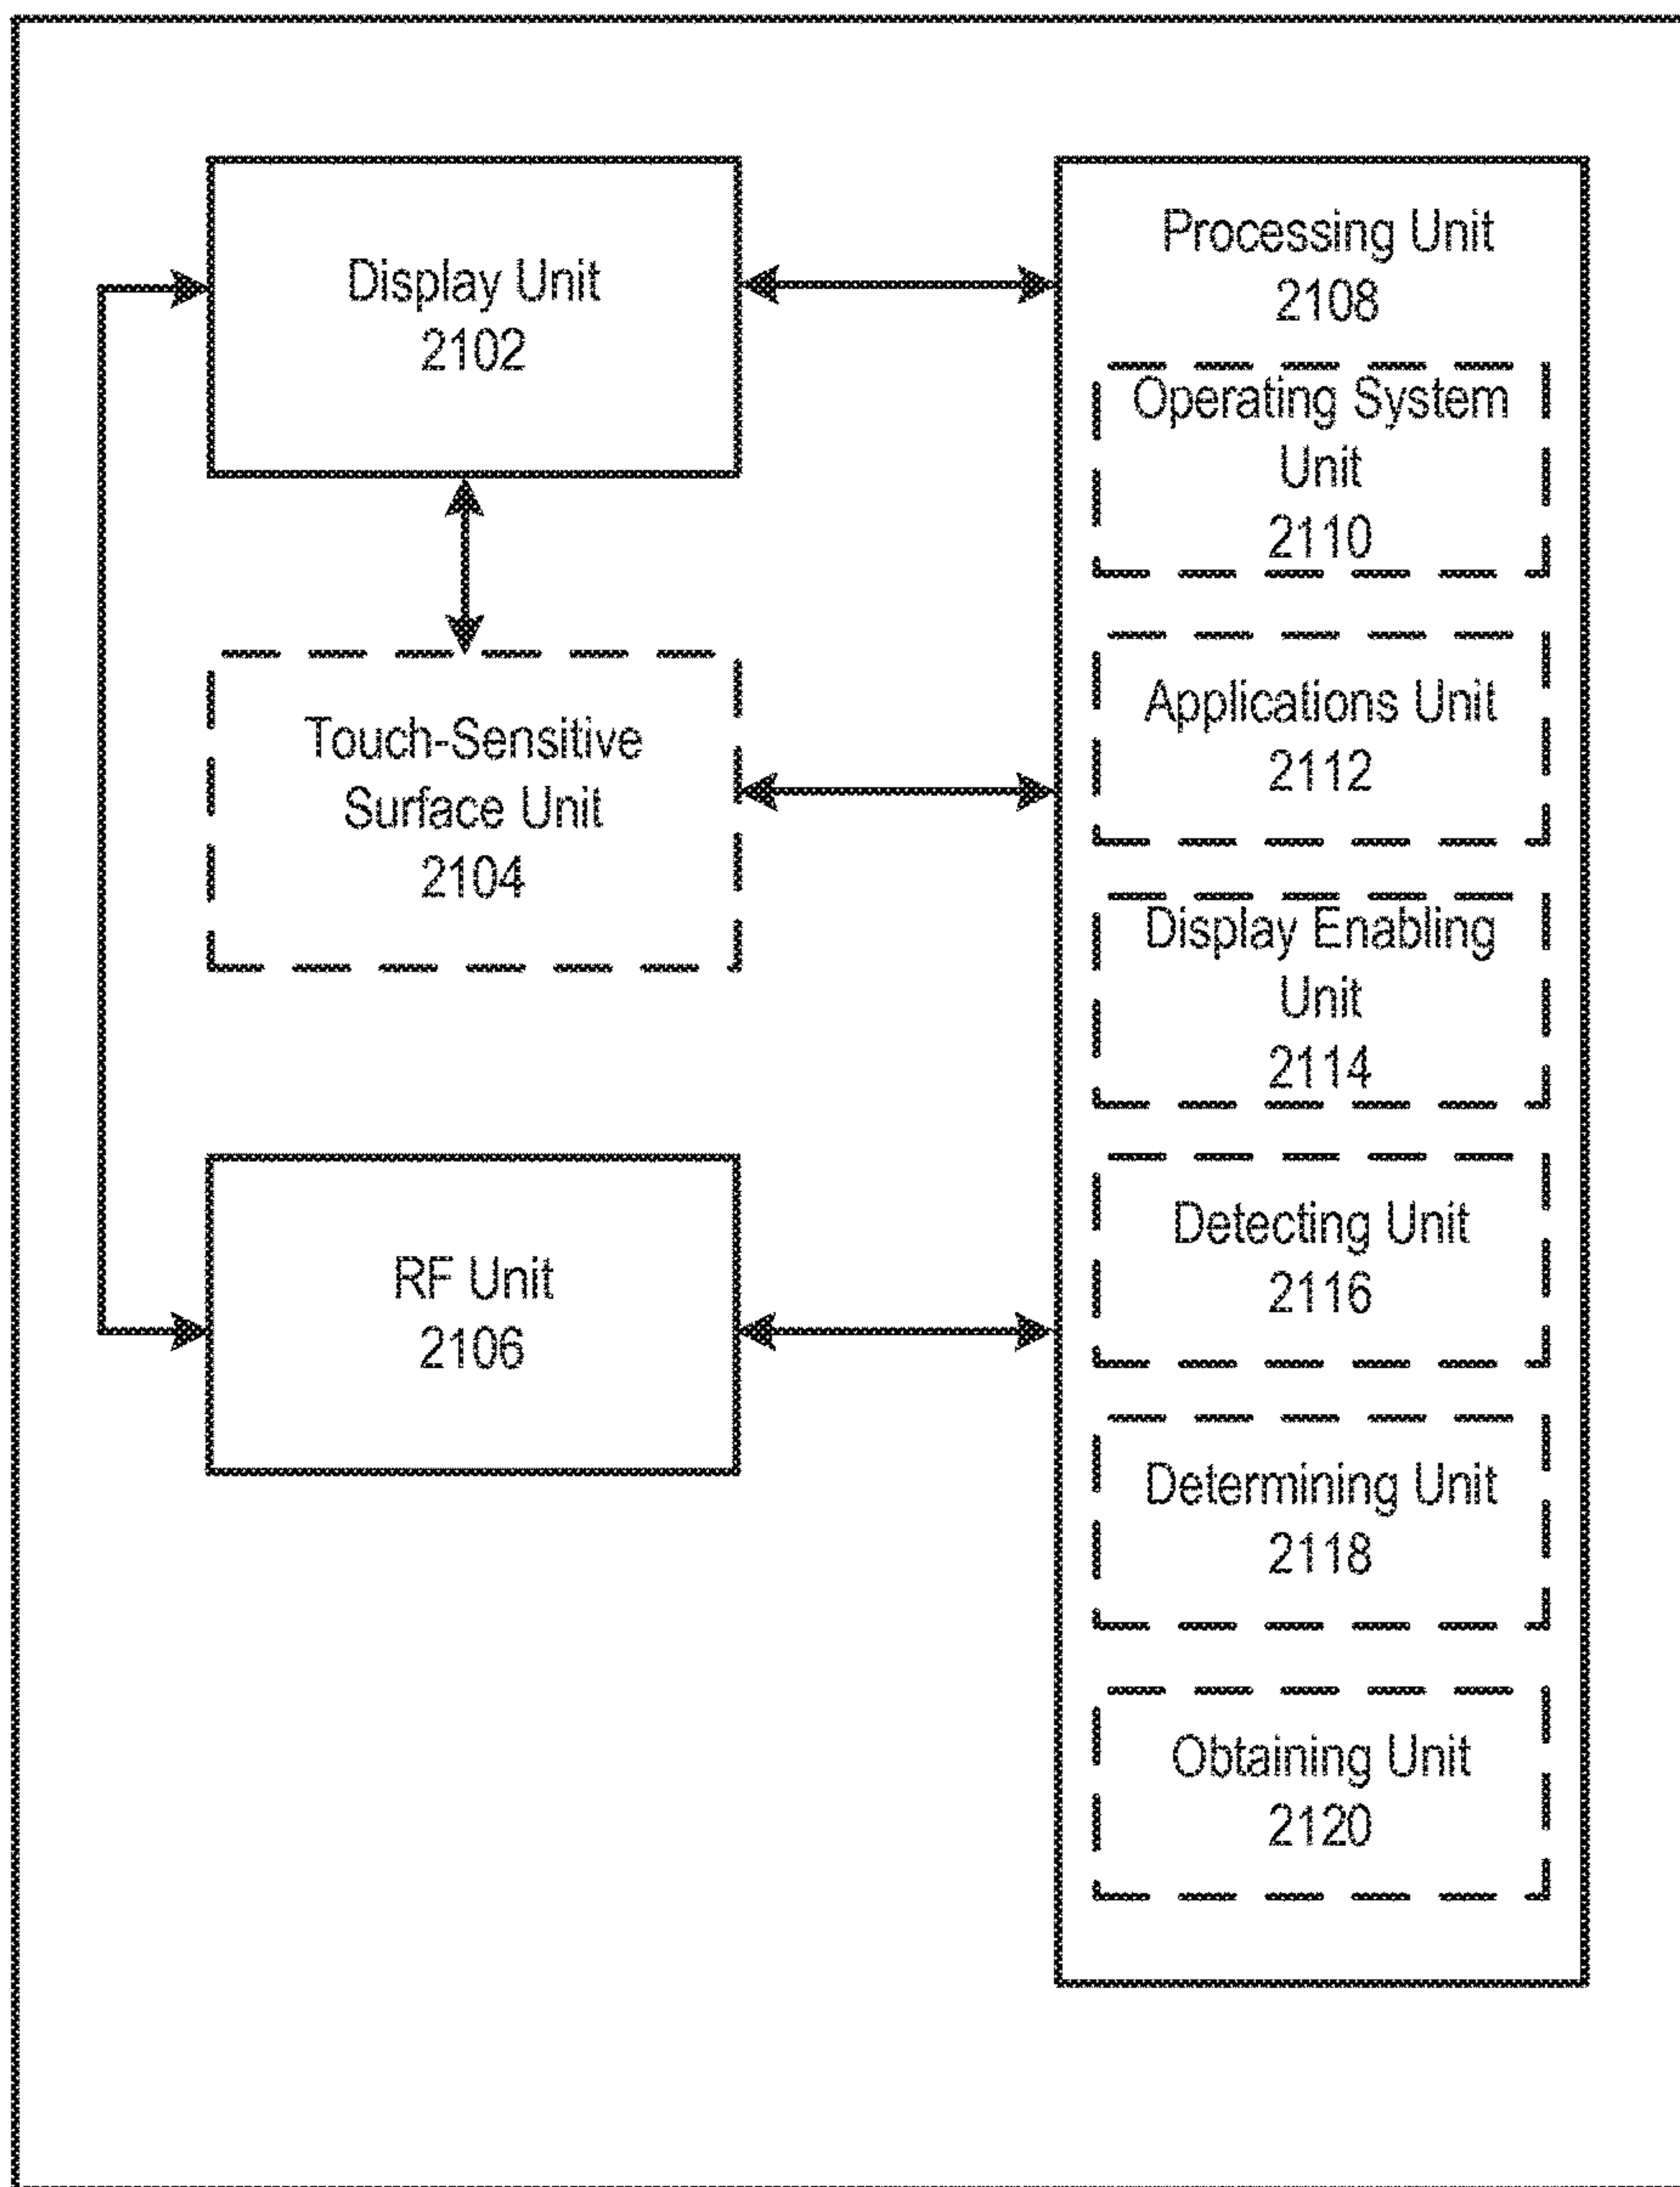 Display Unit
2102
Touch-Sensitive
Surface Unit
2104
RF Unit
2106
Processing Unit
2108
Operating System
Unit
2110
Applications Unit
2112
Display Enabling
Unit
2114
Detecting Unit
2116
Determining Unit
2118
Obtaining Unit
2120